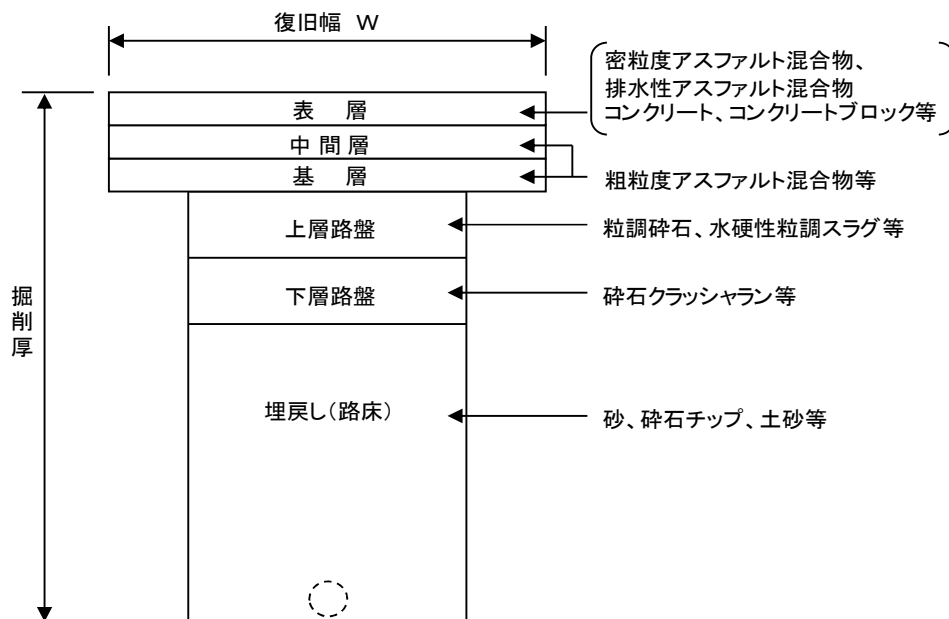 復旧幅 W
密粒度アスファルト混合物、
排水性アスファルト混合物
コンクリート、コンクリートブロック等
表 層
中間層
基 層
粗粒度アスファルト混合物等
上層路盤
粒調砕石、水硬性粒調スラグ等
下層路盤
砕石クラッシャラン等
掘削厚
埋戻し(路床)
砂、砕石チップ、土砂等